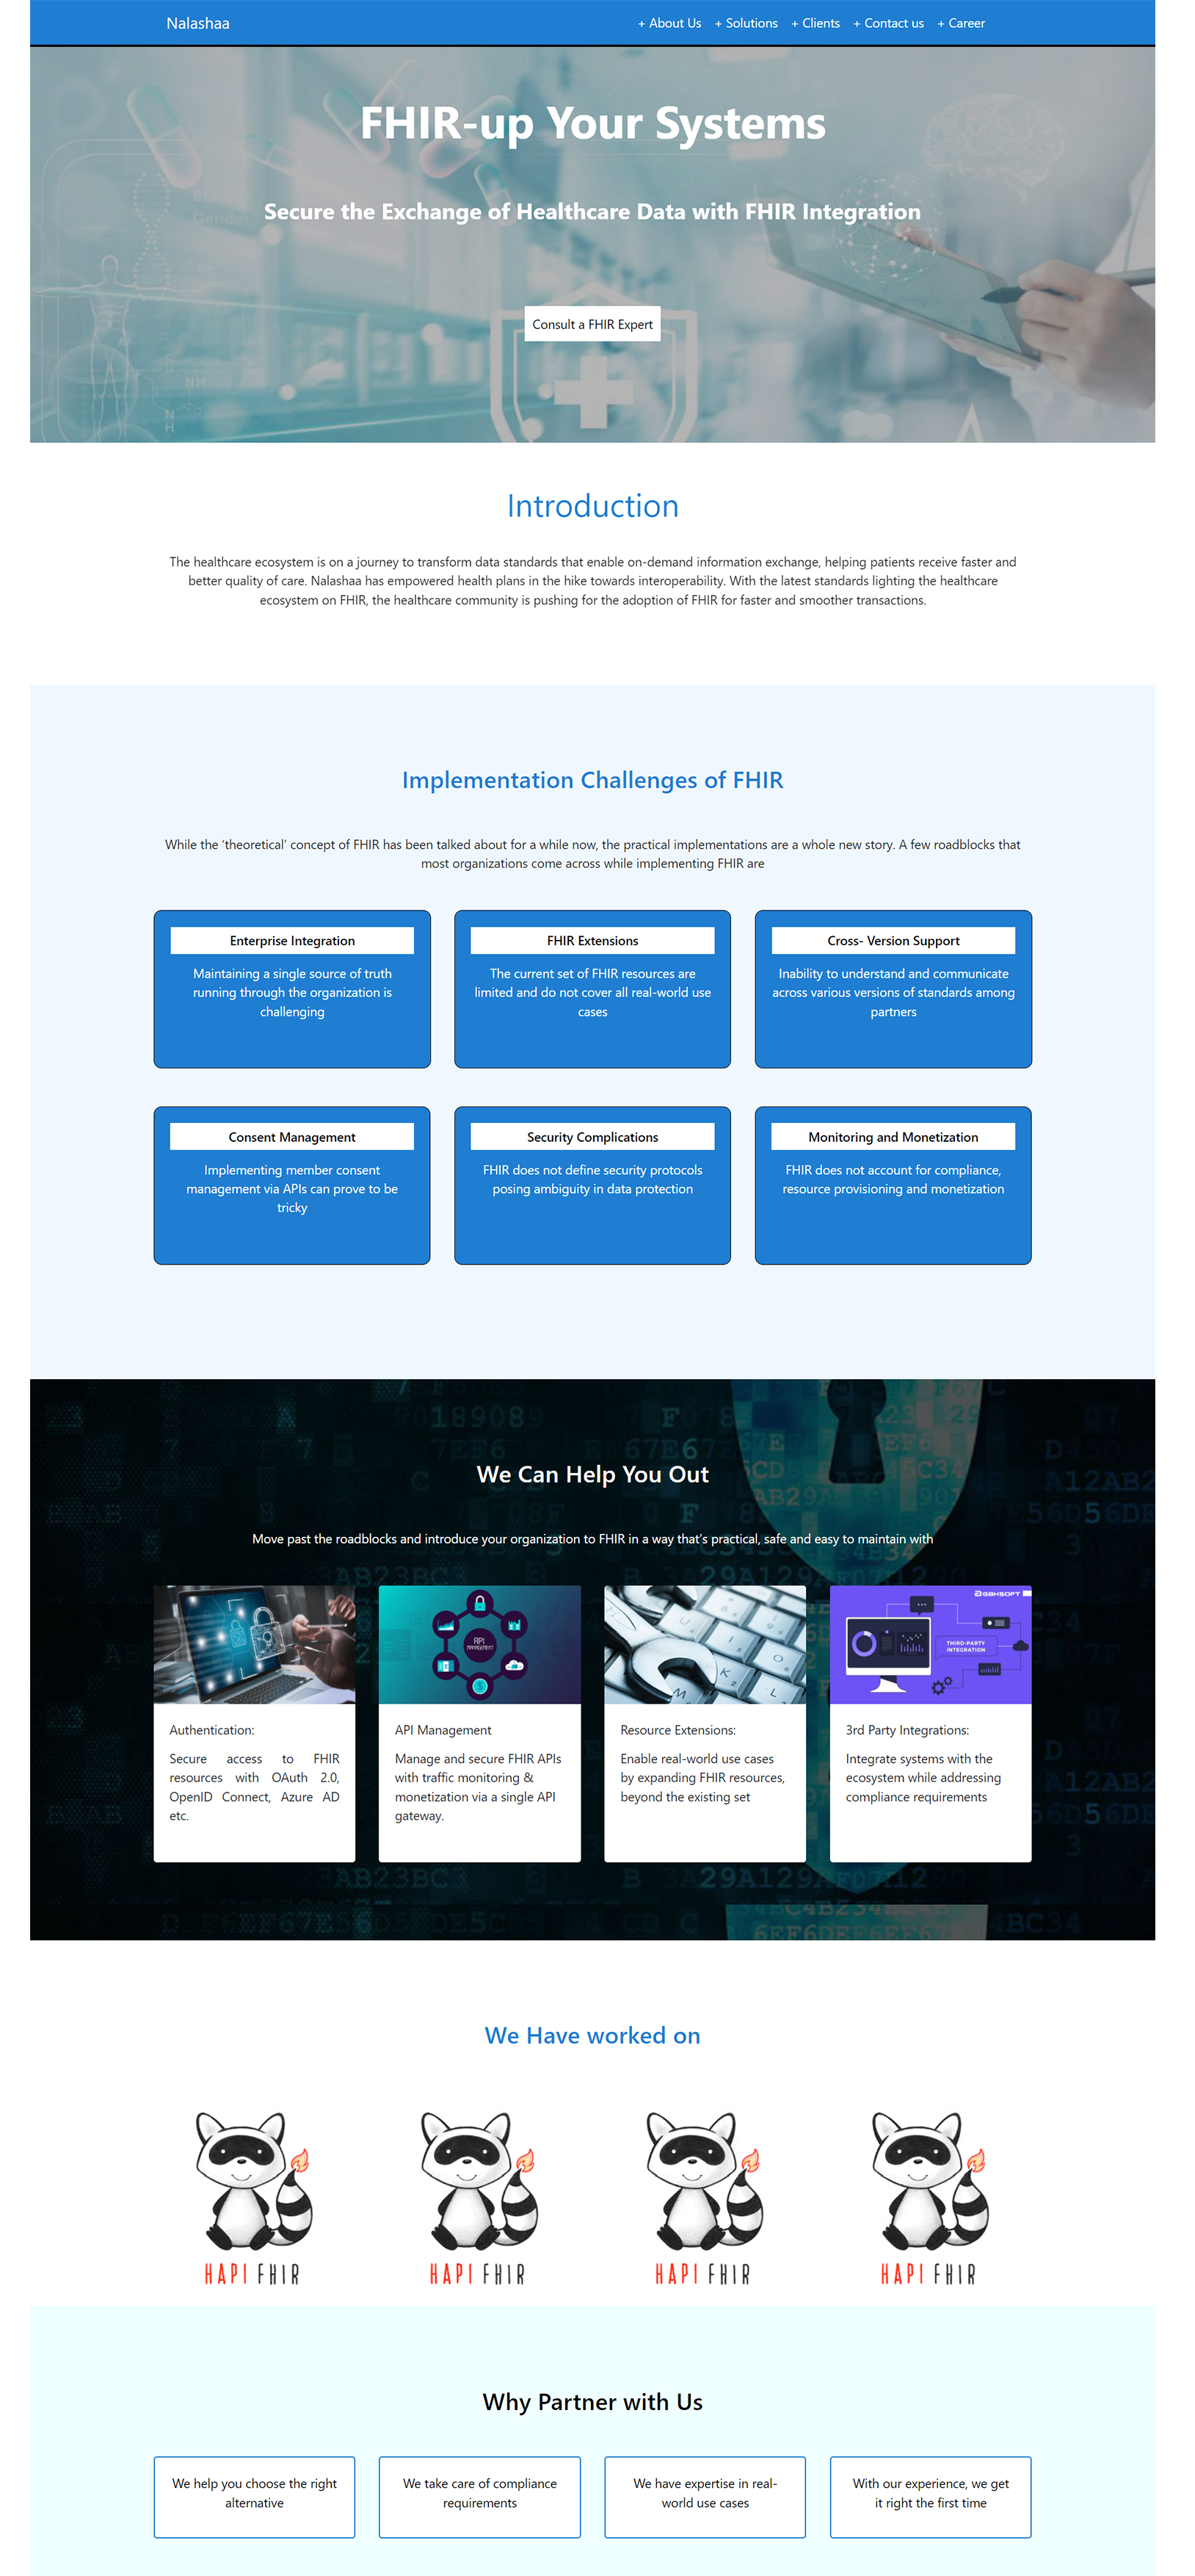 Nalashaa
+ About Us + Solutions + Clients + Contact us + Career
FHIR-up Your Systems
Secure the Exchange of Healthcare Data with FHIR Integration
Consult a FHIR Expert
Introduction
The healthcare ecosystem is on a journey to transform data standards that enable on-demand information exchange, helping patients receive faster and
better quality of care. Nalashaa has empowered health plans in the hike towards interoperability. With the latest standards lighting the healthcare
ecosystem on FHIR, the healthcare community is pushing for the adoption of FHIR for faster and smoother transactions.
Implementation Challenges of FHIR
While the ‘theoretical’ concept of FHIR has been talked about for a while now, the practical implementations are a whole new story. A few roadblocks that
most organizations come across while implementing FHIR are
Enterprise Integration
Maintaining a single source of truth
running through the organization is
challenging
FHIR Extensions
The current set of FHIR resources are
limited and do not cover all real-world use
cases
Cross- Version Support
Inability to understand and communicate
across various versions of standards among
partners
Consent Management
Implementing member consent
management via APIs can prove to be
tricky
Security Complications
FHIR does not define security protocols
posing ambiguity in data protection
Monitoring and Monetization
FHIR does not account for compliance,
resource provisioning and monetization
We Can Help You Out
Move past the roadblocks and introduce your organization to FHIR in a way that’s practical, safe and easy to maintain with
Authentication:
Secure access to FHIR
resources with OAuth 2.0,
OpenID Connect, Azure AD
etc.
API
MANAGEMENT
API Management
Manage and secure FHIR APIs
with traffic monitoring &
monetization via a single API
gateway.
Resource Extensions:
Enable real-world use cases
by expanding FHIR resources,
beyond the existing set
GBHSOFT
THIRD-PARTY
INTEGRATION
3rd Party Integrations:
Integrate systems with the
ecosystem while addressing
compliance requirements
We Have worked on
HAPI FHIR
HAPI FHIR
HAPI FHIR
HAPI FHIR
Why Partner with Us
We help you choose the right
alternative
We take care of compliance
requirements
We have expertise in real-
world use cases
With our experience, we get
it right the first time